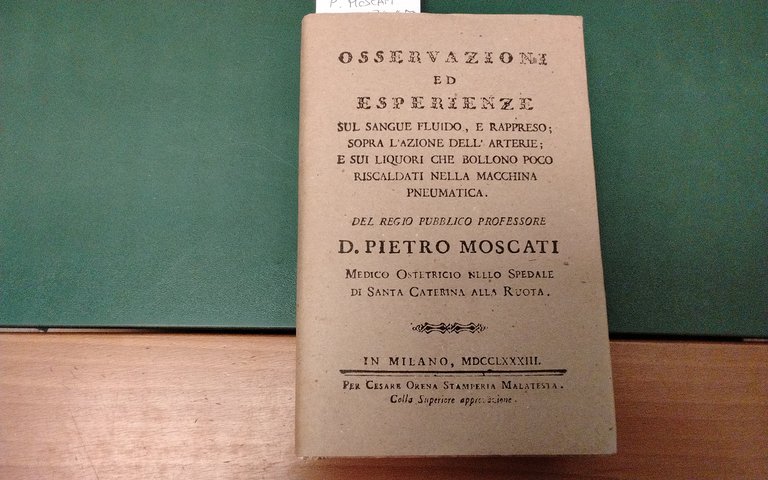 P. MOSCATI
OSSERVAZIONI
ED
ESPERIENZE
SUL SANGUE FLUIDO, E RAPPRESO;
SOPRA L'AZIONE DELL' ARTERIE;
E SUI LIQUORI CHE BOLLONO POCO
RISCALDATI NELLA MACCHINA
PNEUMATICA.
DEL REGIO PUBBLICO PROFESSORE
D. PIETRO MOSCATI
MEDICO OSTETRICIO NELLO SPEDALE
DI SANTA CATERINA ALLA RUOTA.
IN MILANO, MDCCLXXXIII.
PER CESARE ORENA STAMPERIA MALATESTA.
Colla Superiore approvazione.